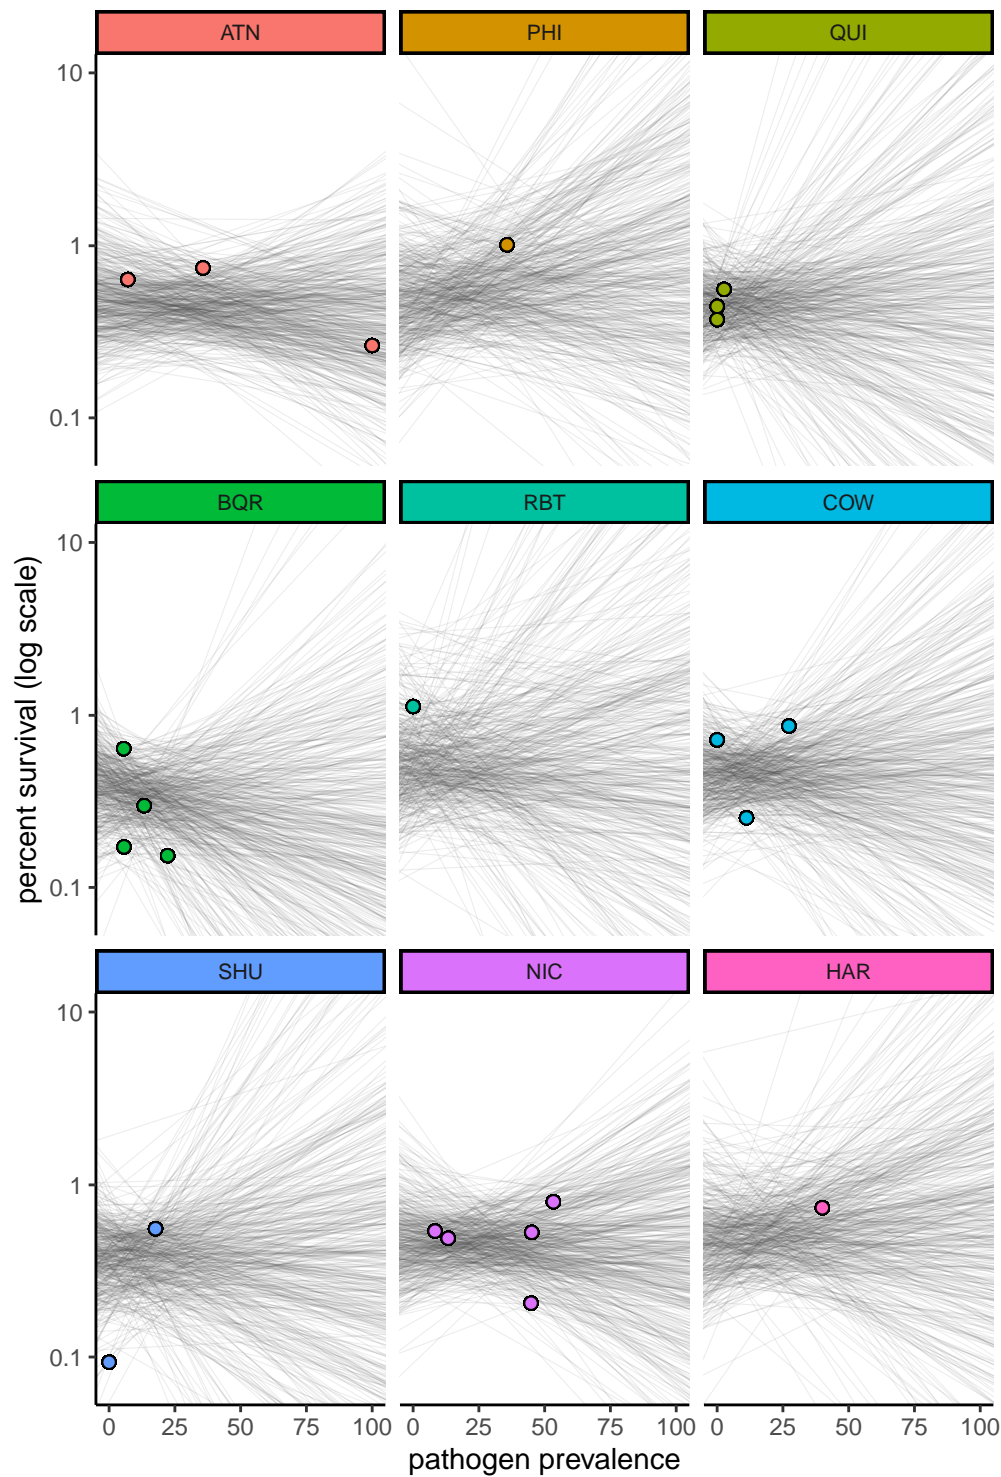 ATN PHI QUI
10
1
0.1
BQR RBT COW
10
1
0.1
percent survival (log scale)
SHU NIC HAR
10
1
0.1
0 25 50 75 100 0 25 50 75 100 0 25 50 75 100
pathogen prevalence